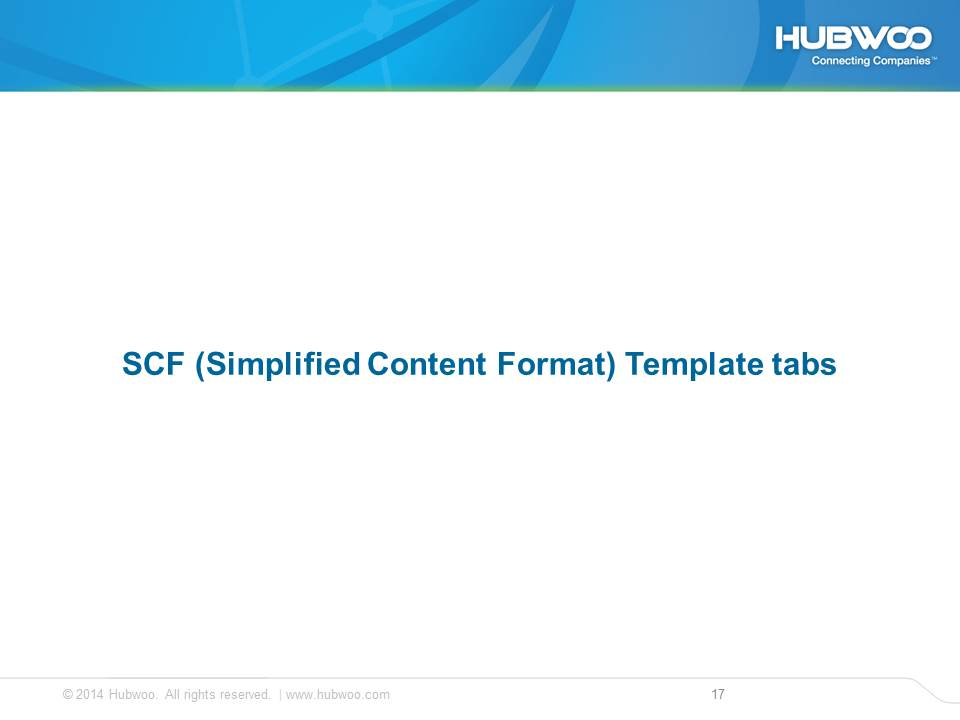 HUBWOO
Connecting Companies™
SCF (Simplified Content Format) Template tabs
© 2014 Hubwoo. All rights reserved. | www.hubwoo.com
17